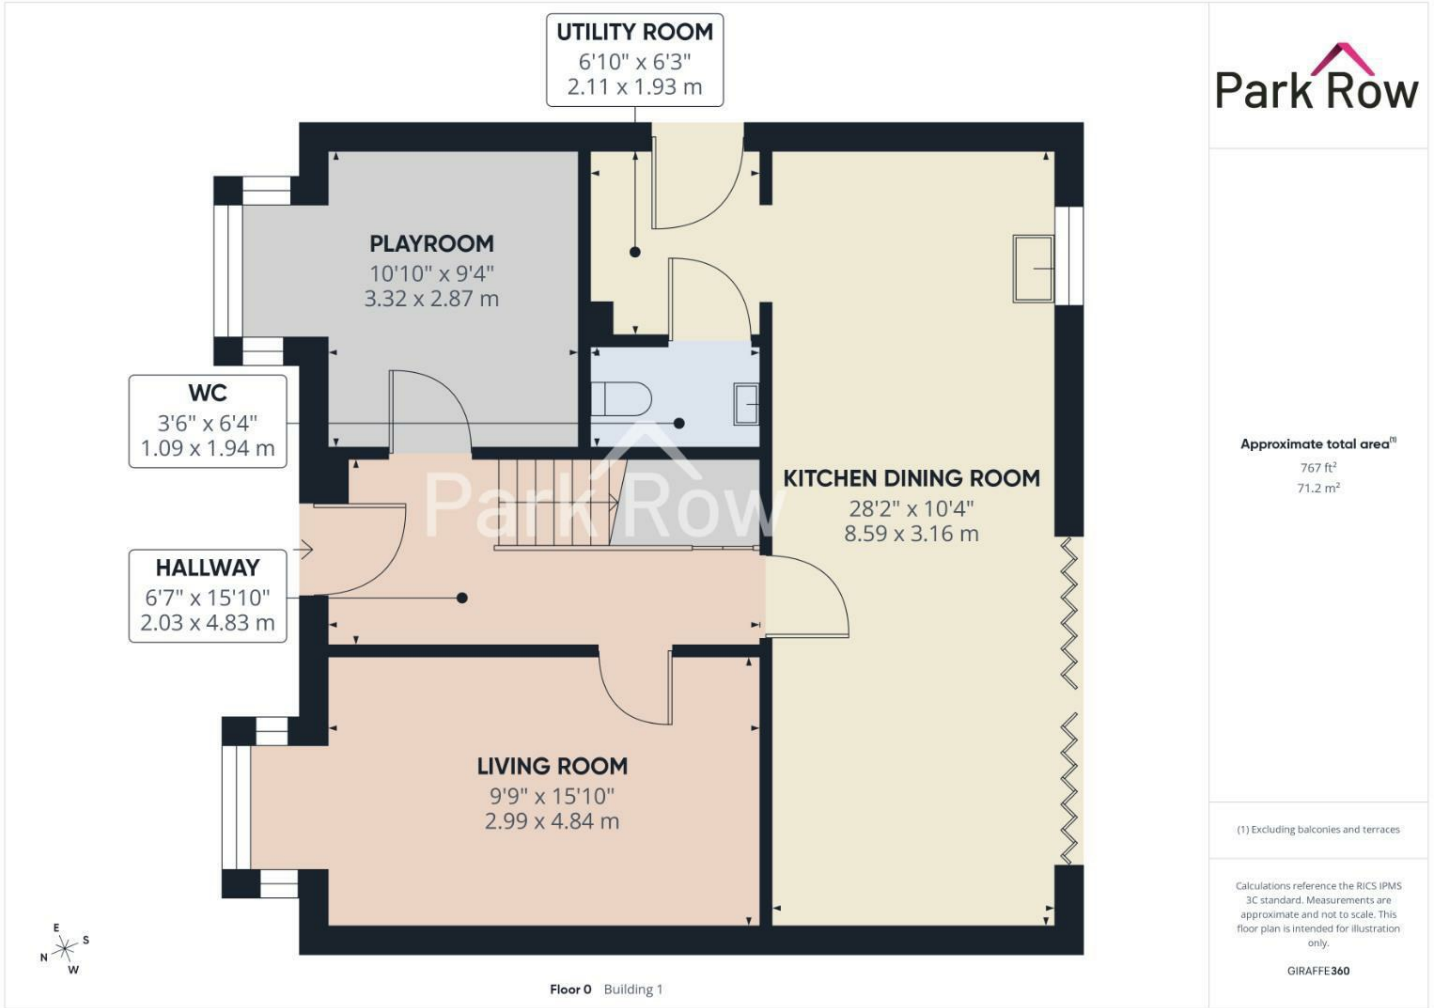 UTILITY ROOM
6'10" x 6'3"
2.11 x 1.93 m
Park Row
PLAYROOM
10'10" x 9'4"
3.32 x 2.87 m
WC
3'6" x 6'4"
1.09 x 1.94 m
Park Row
KITCHEN DINING ROOM
28'2" x 10'4"
8.59 x 3.16 m
HALLWAY
6'7" x 15'10"
2.03 x 4.83 m
LIVING ROOM
9'9" x 15'10"
2.99 x 4.84 m
Approximate total area(1)
767 ft²
71.2 m²
(1) Excluding balconies and terraces
Calculations reference the RICS IPMS
3C standard. Measurements are
approximate and not to scale. This
floor plan is intended for illustration
only.
GIRAFFE360
E
S
N
W
Floor 0 Building 1